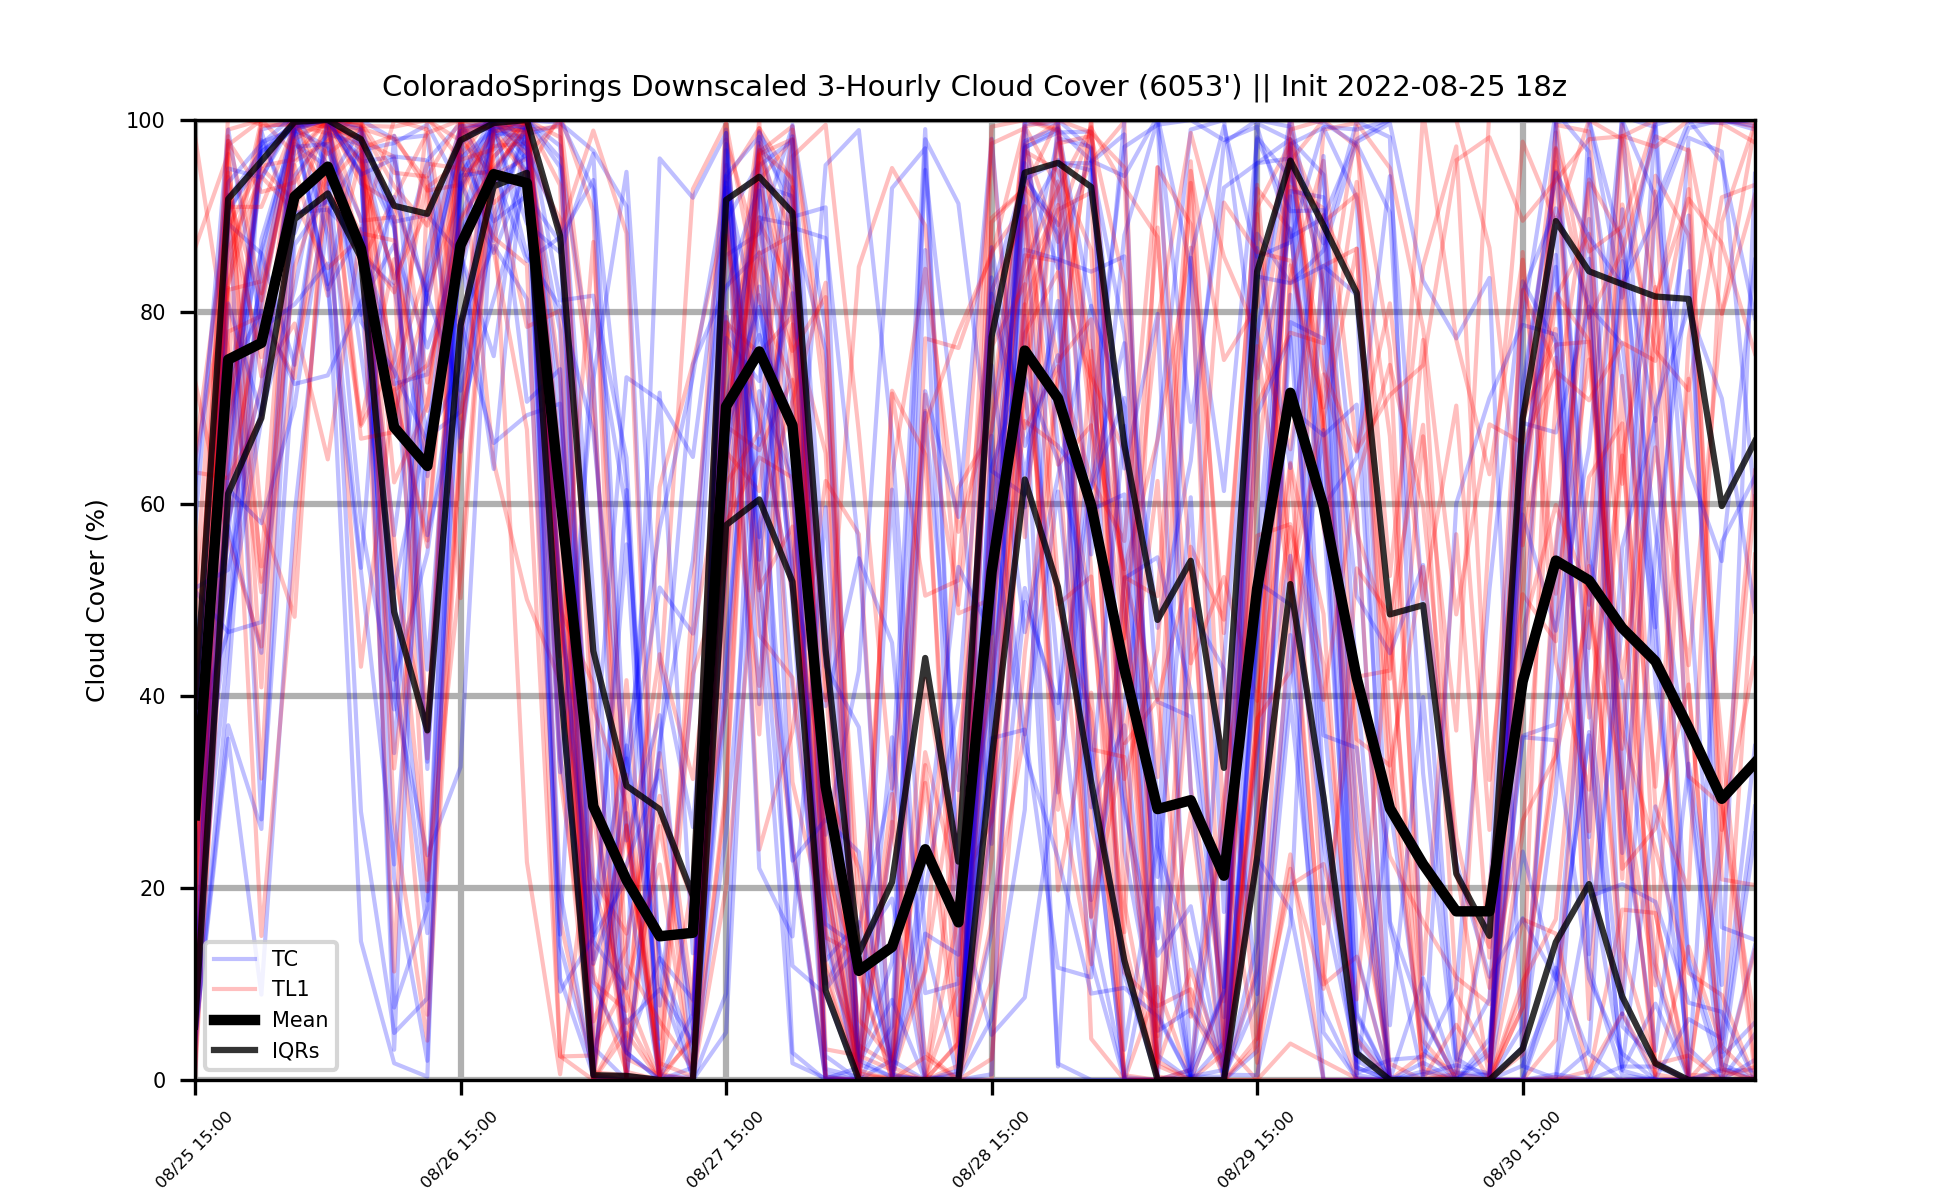 ColoradoSprings Downscaled 3-Hourly Cloud Cover (6053') || Init 2022-08-25 18z
Cloud Cover (%)
100
80
60
40
20
0
TC
TL1
Mean
IQRs
08/25 15:00
08/26 15:00
08/27 15:00
08/28 15:00
08/29 15:00
08/30 15:00